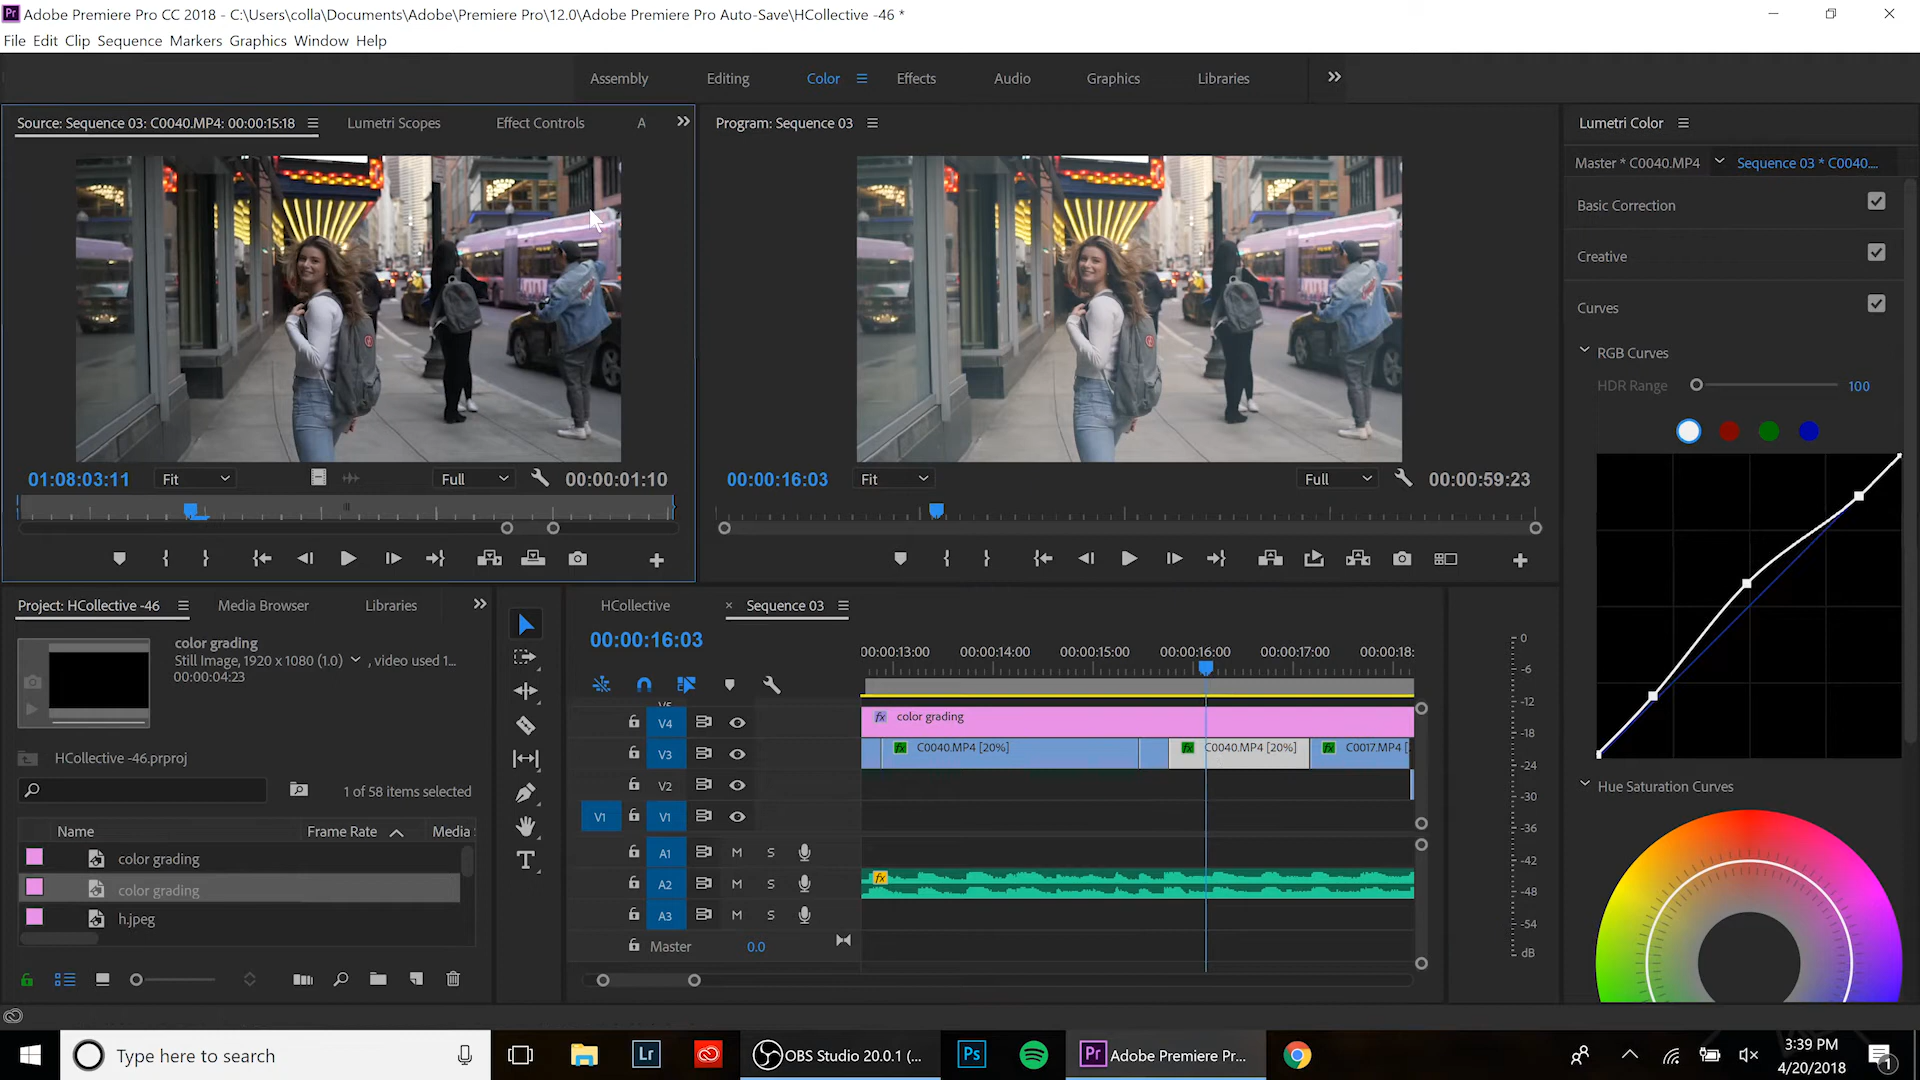 Adobe Premiere Pro CC 2018 - C:\Users\colla\Documents\Adobe\Premiere Pro\12.0\Adobe Premiere Pro Auto-Save\HCollective -46 *
File Edit Clip Sequence Markers Graphics Window Help
Assembly Editing Color Effects Audio Graphics Libraries
Source: Sequence 03: C0040.MP4: 00:00:15:18 Lumetri Scopes Effect Controls A
Program: Sequence 03
Lumetri Color
Master * C0040.MP4 Sequence 03 * C0040....
Basic Correction
Creative
Curves
RGB Curves
HDR Range 100
01:08:03:11 Fit Full 00:00:01:10
00:00:16:03 Fit Full 00:00:59:23
Project: HCollective -46 Media Browser Libraries
color grading
Still Image, 1920 x 1080 (1.0) , video used 1...
00:00:04:23
HCollective -46.prproj
1 of 58 items selected
Name Frame Rate Media
color grading
color grading
h.jpeg
HCollective × Sequence 03
00:00:16:03
00:00:13:00 00:00:14:00 00:00:15:00 00:00:16:00 00:00:17:00 00:00:18:
V5
V4 fx color grading
V3 fx C0040.MP4 [20%] fx C0040.MP4 [20%] fx C0017.MP4 [
V2
V1 V1
A1 M S
A2 M S fx
A3 M S
Master 0.0
0
-6
-12
-18
-24
-30
-36
-42
-48
-54
dB
Hue Saturation Curves
Type here to search
Lr
OBS Studio 20.0.1 (...
Ps
Pr Adobe Premiere Pr...
3:39 PM
4/20/2018
1